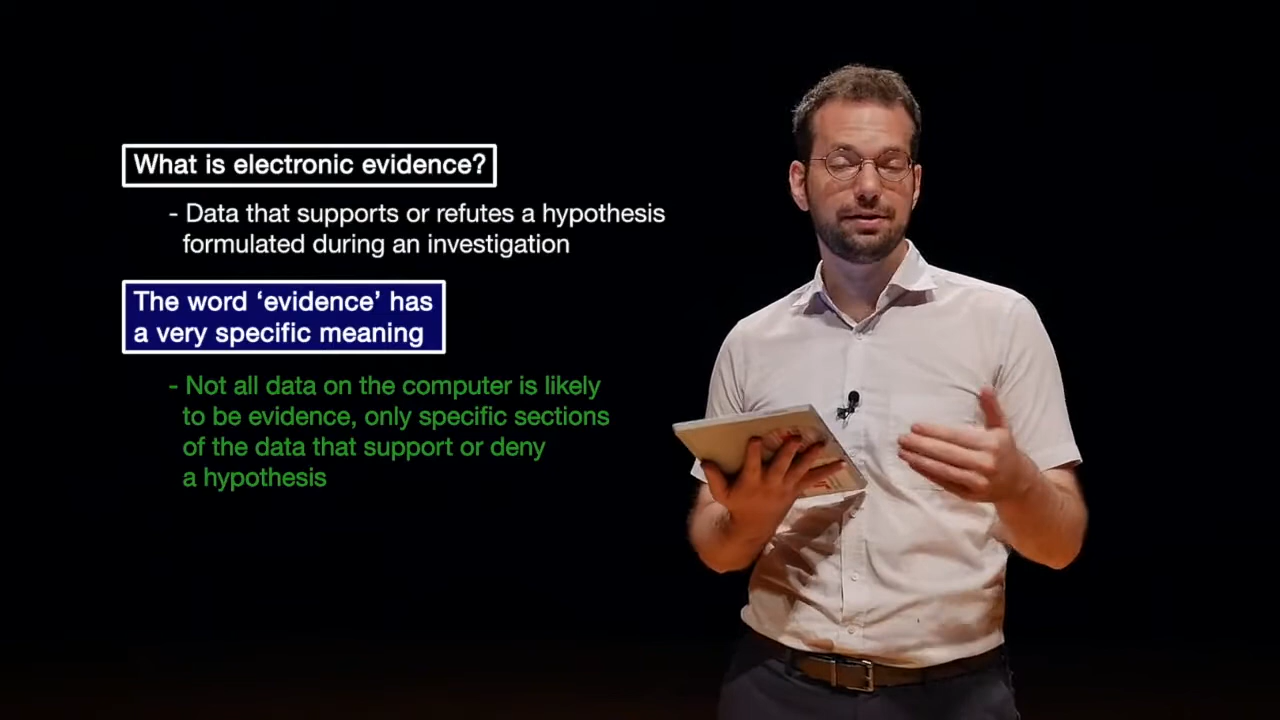 What is electronic evidence?
- Data that supports or refutes a hypothesis
formulated during an investigation
The word ‘evidence’ has
a very specific meaning
- Not all data on the computer is likely
to be evidence, only specific sections
of the data that support or deny
a hypothesis